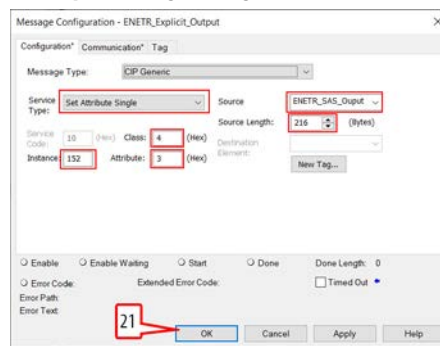 Message Configuration - ENETR_Explicit_Output
Configuration* Communication* Tag
Message Type: CIP Generic
Service Type: Set Attribute Single Source ENETR_SAS_Ouput
Source Length: 216 (Bytes)
Service Code: 10 (Hex) Class: 4 (Hex) Destination Element:
Instance: 152 Attribute: 3 (Hex) New Tag...
Enable Enable Waiting Start Done Done Length: 0
Error Code: Extended Error Code: Timed Out
Error Path:
Error Text:
21
OK Cancel Apply Help